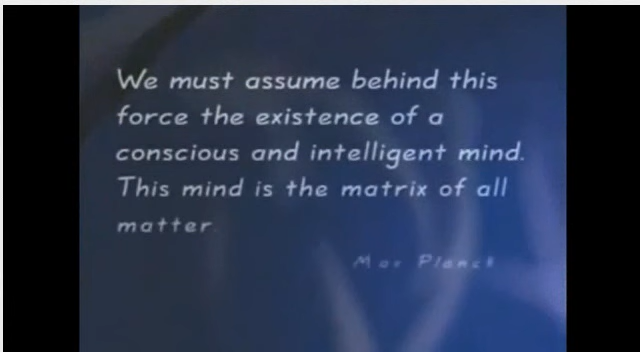 We must assume behind this
force the existence of a
conscious and intelligent mind.
This mind is the matrix of all
matter.
Max Planck